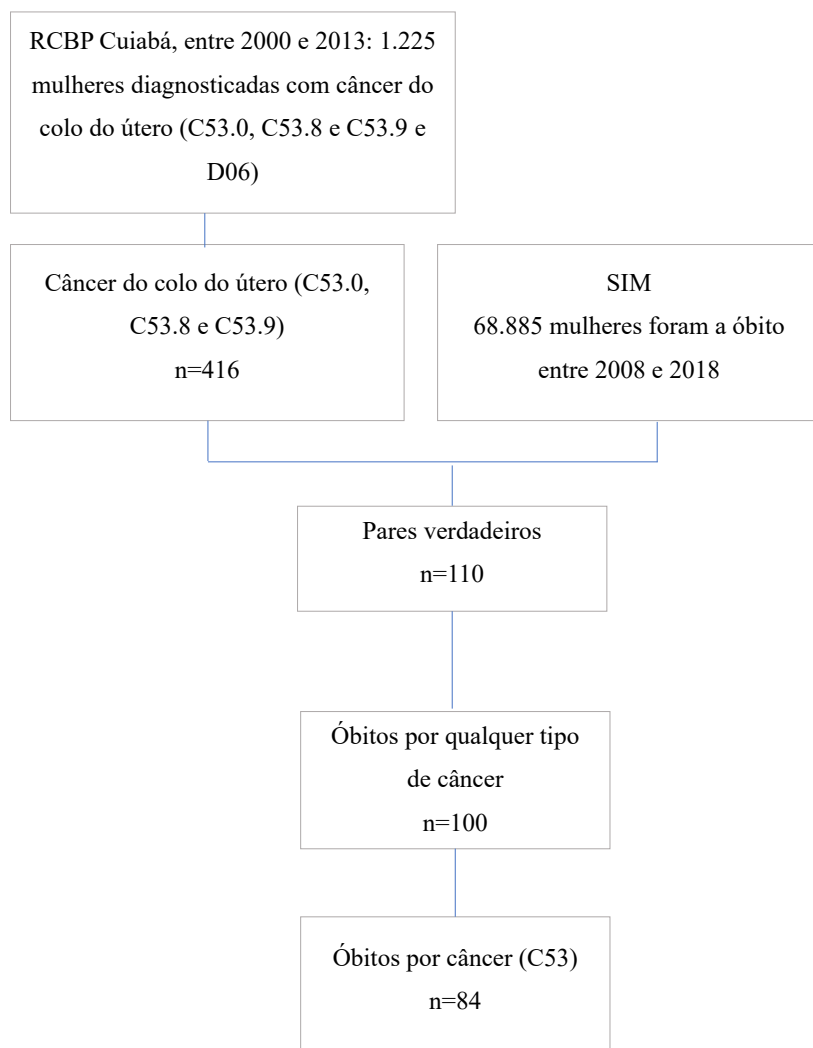 RCBP Cuiabá, entre 2000 e 2013: 1.225
mulheres diagnosticadas com câncer do
colo do útero (C53.0, C53.8 e C53.9 e
D06)
Câncer do colo do útero (C53.0,
C53.8 e C53.9)
n=416
SIM
68.885 mulheres foram a óbito
entre 2008 e 2018
Pares verdadeiros
n=110
Óbitos por qualquer tipo
de câncer
n=100
Óbitos por câncer (C53)
n=84